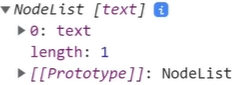 ▼NodeList [text] i
▶0: text
length: 1
▶[[Prototype]]: NodeList